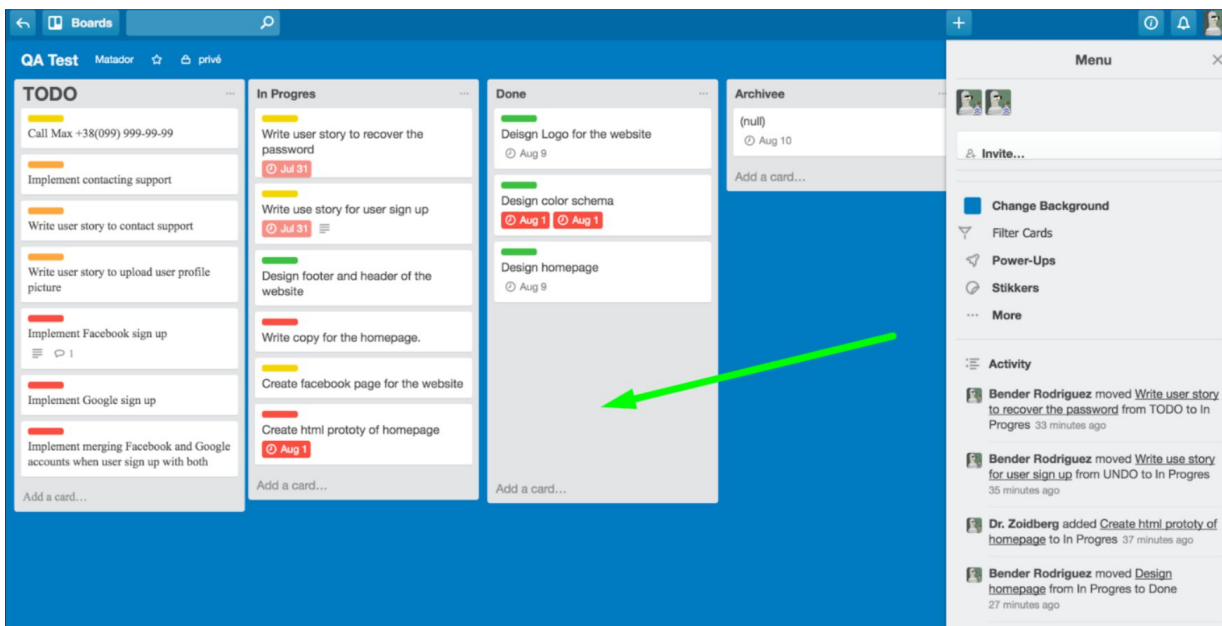 Boards
QA Test Matador privé
TODO
Call Max +38(099) 999-99-99
Implement contacting support
Write user story to contact support
Write user story to upload user profile
picture
Implement Facebook sign up
1
Implement Google sign up
Implement merging Facebook and Google
accounts when user sign up with both
Add a card...
In Progres
Write user story to recover the
password
Jul 31
Write use story for user sign up
Jul 31
Design footer and header of the
website
Write copy for the homepage.
Create facebook page for the website
Create html prototy of homepage
Aug 1
Add a card...
Done
Deisgn Logo for the website
Aug 9
Design color schema
Aug 1 Aug 1
Design homepage
Aug 9
Add a card...
Archivee
(null)
Aug 10
Add a card...
Menu
Invite...
Change Background
Filter Cards
Power-Ups
Stikkers
More
Activity
Bender Rodriguez moved Write user story
to recover the password from TODO to In
Progres 33 minutes ago
Bender Rodriguez moved Write use story
for user sign up from UNDO to In Progres
35 minutes ago
Dr. Zoidberg added Create html prototy of
homepage to In Progres 37 minutes ago
Bender Rodriguez moved Design
homepage from In Progres to Done
27 minutes ago